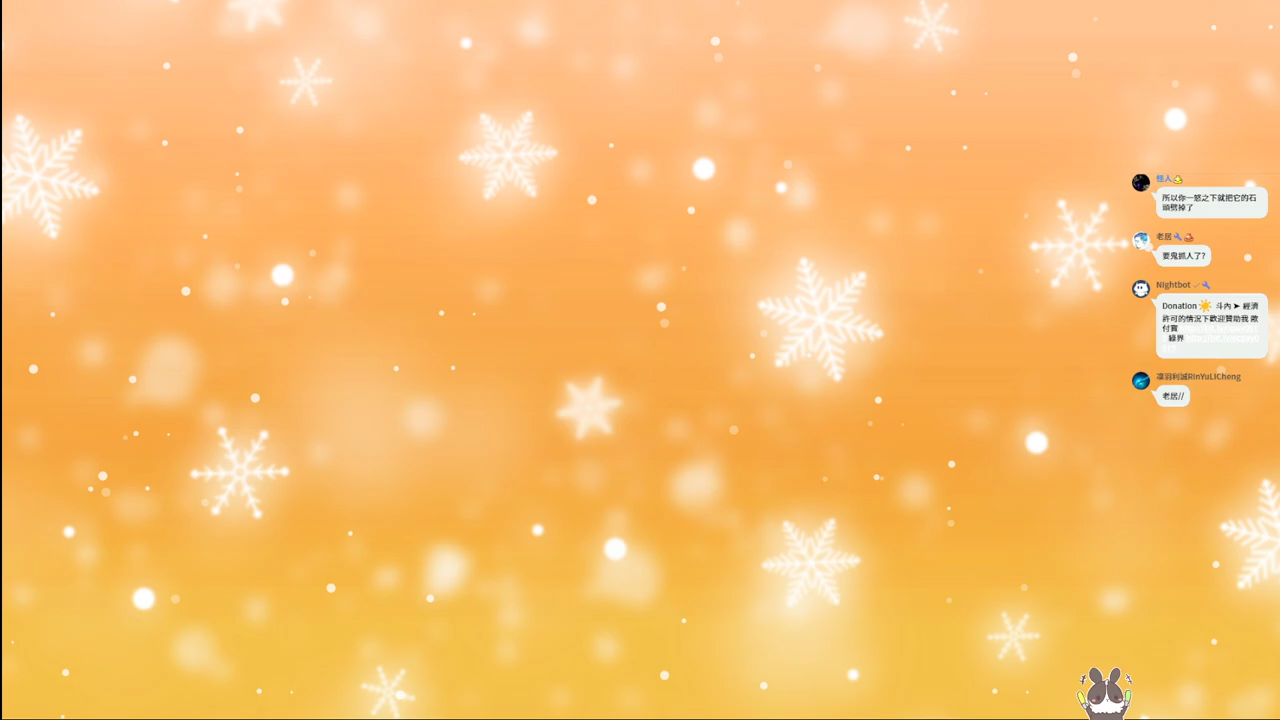 怪人
所以你一怒之下就把它的石
頭劈掉了
老居
要鬼抓人了?
Nightbot
Donation 斗內 ➤ 經濟
許可的情況下歡迎贊助我 歐
付寶
綠界
凜羽利誠RinYuLiCheng
老居//